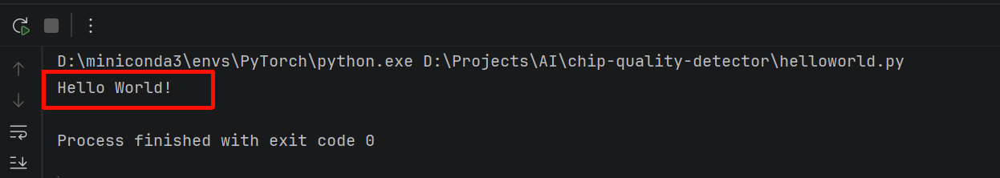 D:\miniconda3\envs\PyTorch\python.exe D:\Projects\AI\chip-quality-detector\helloworld.py
Hello World!
Process finished with exit code 0